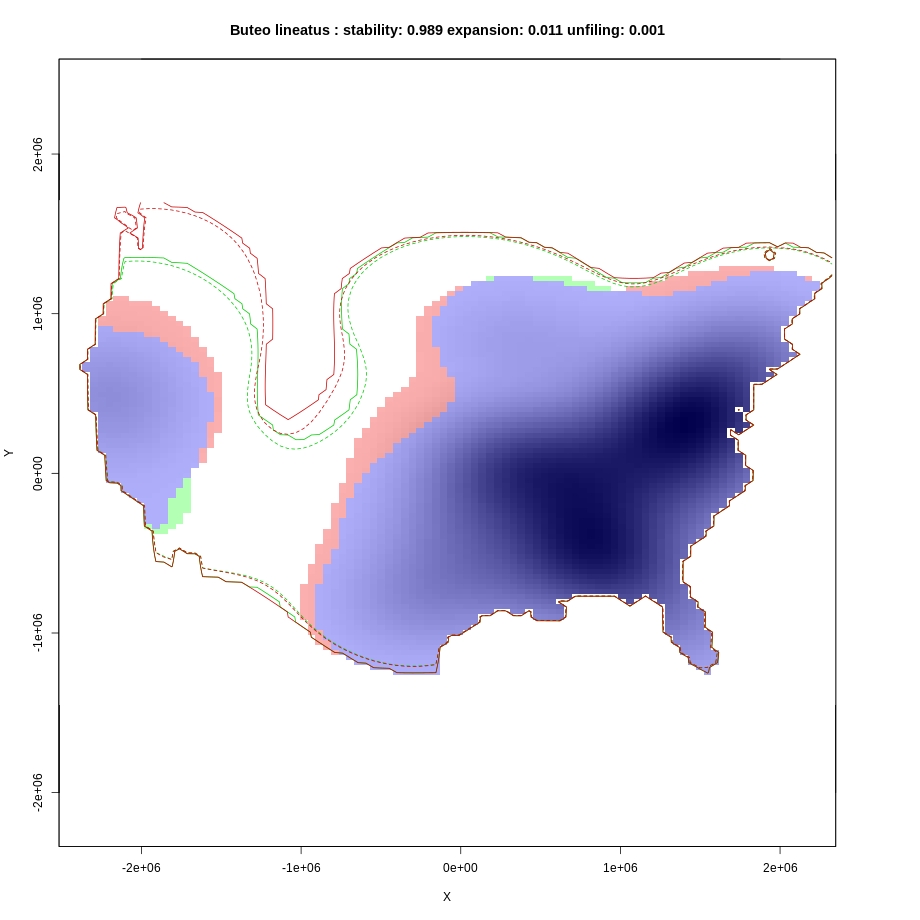 Buteo lineatus : stability: 0.989 expansion: 0.011 unfiling: 0.001
2e+06
1e+06
0e+00
-1e+06
-2e+06
Y
-2e+06 -1e+06 0e+00 1e+06 2e+06
X